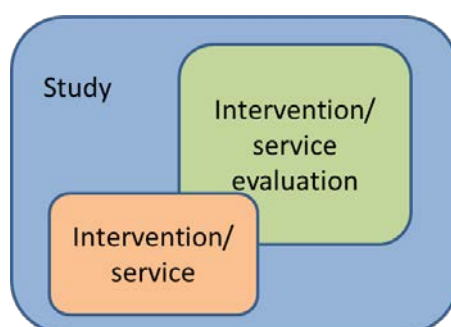 Study
Intervention/
service
evaluation
Intervention/
service